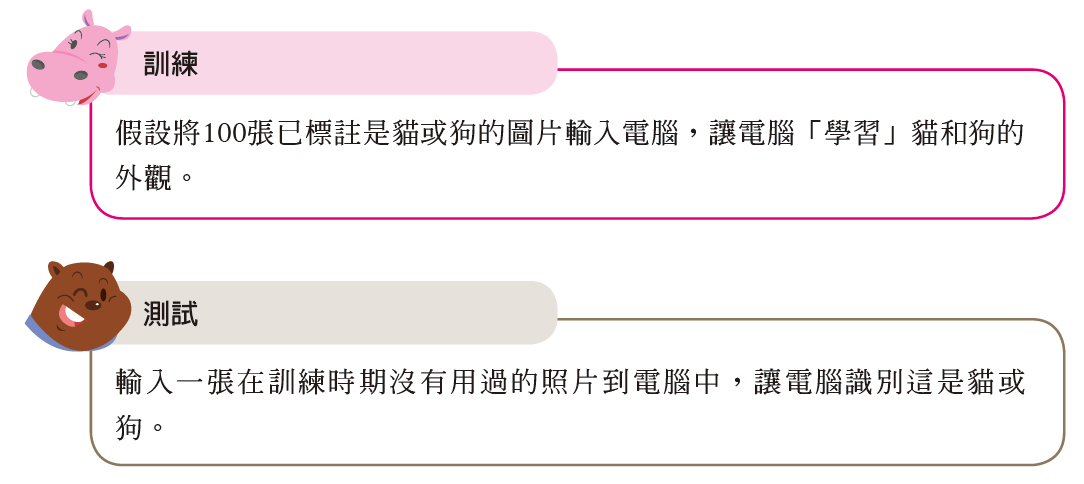 訓練
假設將100張已標註是貓或狗的圖片輸入電腦，讓電腦「學習」貓和狗的
外觀。
測試
輸入一張在訓練時期沒有用過的照片到電腦中，讓電腦識別這是貓或
狗。